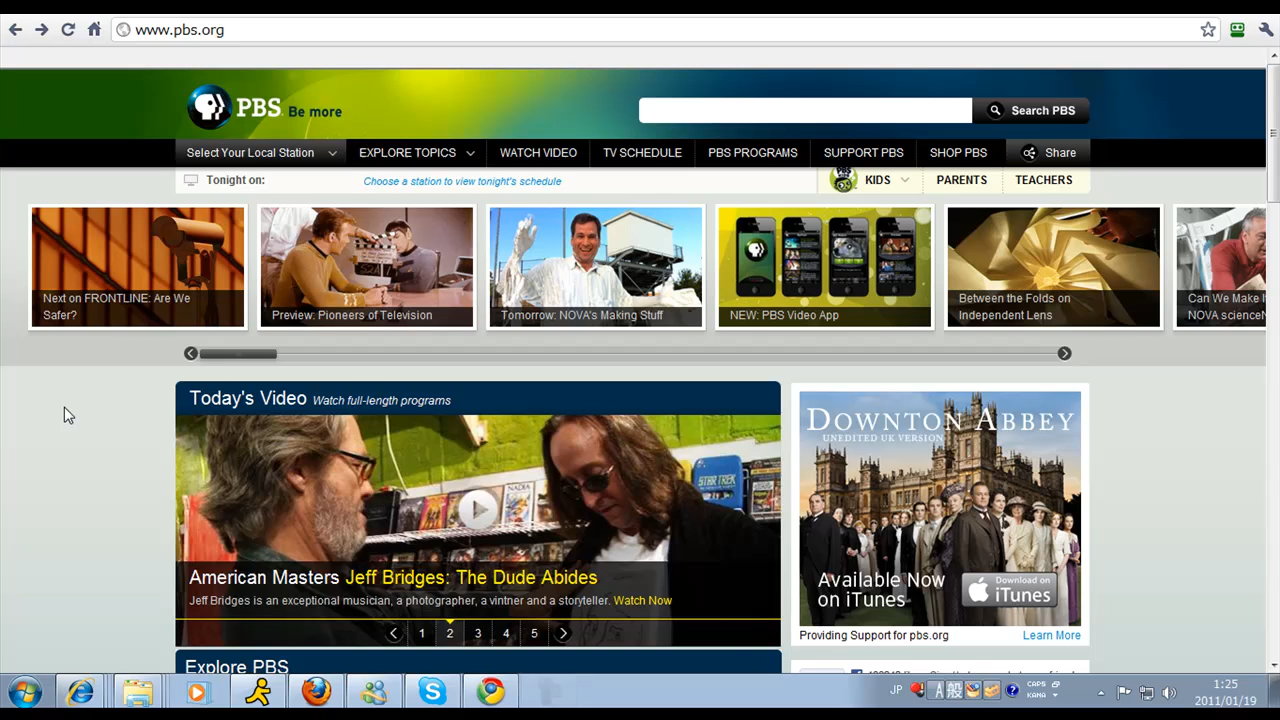 www.pbs.org
PBS Be more
Search PBS
Select Your Local Station EXPLORE TOPICS WATCH VIDEO TV SCHEDULE PBS PROGRAMS SUPPORT PBS SHOP PBS Share
Tonight on: Choose a station to view tonight's schedule KIDS PARENTS TEACHERS
Next on FRONTLINE: Are We
Safer?
Preview: Pioneers of Television
Tomorrow: NOVA's Making Stuff
NEW: PBS Video App
Between the Folds on
Independent Lens
Can We Make
Today's Video Watch full-length programs
STAR TREK
NADIA
American Masters Jeff Bridges: The Dude Abides
Jeff Bridges is an exceptional musician, a photographer, a vintner and a storyteller. Watch Now
1 2 3 4 5
DOWNTON ABBEY
UNEDITED UK VERSION
Available Now
on iTunes
Download on
iTunes
Providing Support for pbs.org Learn More
Explore PBS
JP A 般 CAPS
KANA
1:25
2011/01/19